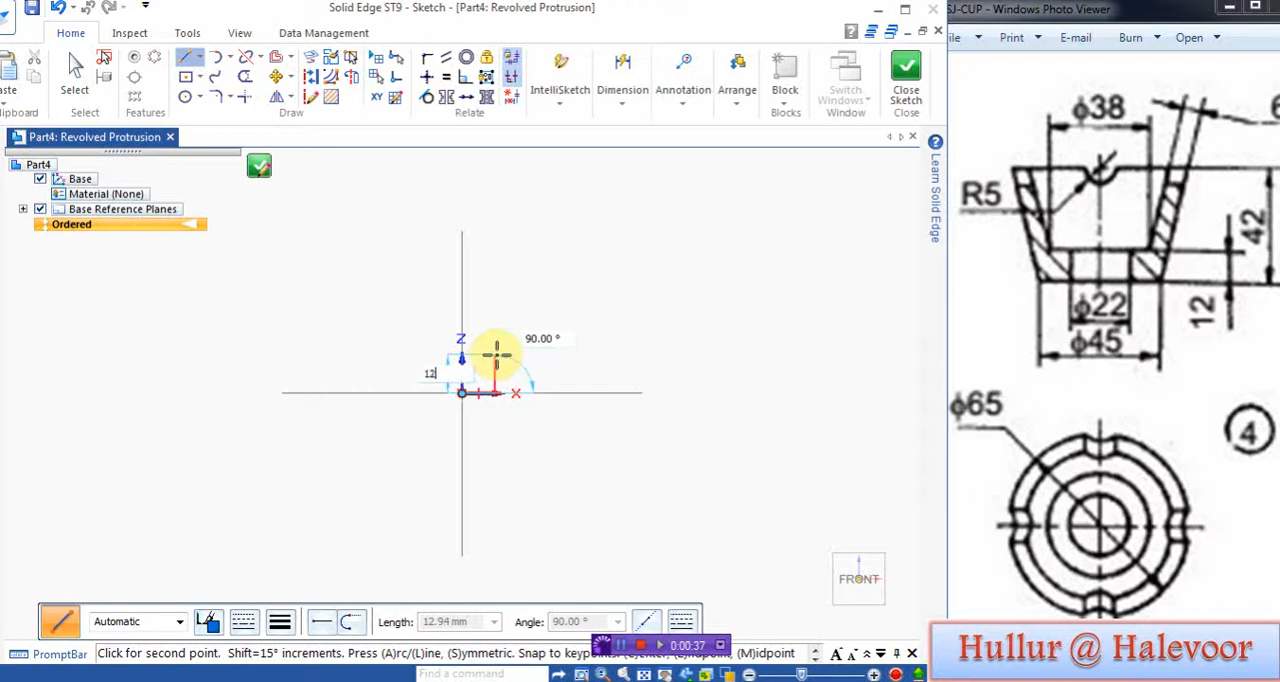 Solid Edge ST9 - Sketch - [Part4: Revolved Protrusion]
Home
Inspect
Tools
View
Data Management
Select
IntelliSketch
Dimension
Annotation
Arrange
Block
Switch
Windows
Close
Sketch
Select
Features
Draw
Relate
Blocks
Window
Close
Part4: Revolved Protrusion
Part4
Base
Material (None)
Base Reference Planes
Ordered
Learn Solid Edge
Z
90.00 °
12
X
FRONT
Automatic
Length: 12.94 mm
Angle: 90.00 °
0:00:37
PromptBar
Click for second point. Shift=15° increments. Press (A)rc/(L)ine, (S)ymmetric. Snap to keypoints:
(M)idpoint
Find a command
SJ-CUP - Windows Photo Viewer
Print
E-mail
Burn
Open
ϕ38
R5
42
ϕ22
12
ϕ45
ϕ65
4
Hullur @ Halevoor